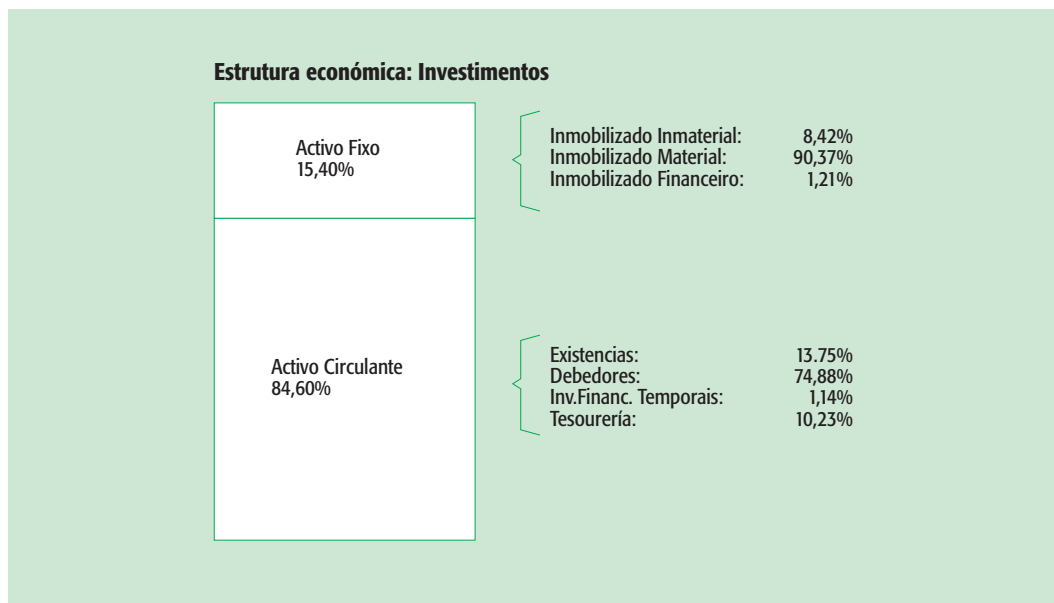 Estrutura económica: Investimentos
Activo Fixo
15,40%
Inmobilizado Inmaterial: 8,42%
Inmobilizado Material: 90,37%
Inmobilizado Financeiro: 1,21%
Activo Circulante
84,60%
Existencias: 13.75%
Debedores: 74,88%
Inv.Financ. Temporais: 1,14%
Tesourería: 10,23%